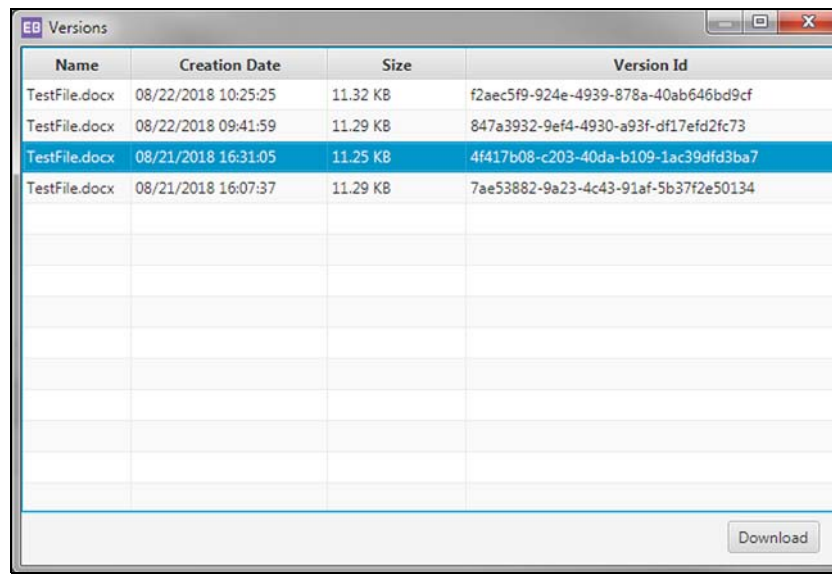 EB Versions
Name Creation Date Size Version Id
TestFile.docx 08/22/2018 10:25:25 11.32 KB f2aec5f9-924e-4939-878a-40ab646bd9cf
TestFile.docx 08/22/2018 09:41:59 11.29 KB 847a3932-9ef4-4930-a93f-df17efd2fc73
TestFile.docx 08/21/2018 16:31:05 11.25 KB 4f417b08-c203-40da-b109-1ac39dfd3ba7
TestFile.docx 08/21/2018 16:07:37 11.29 KB 7ae53882-9a23-4c43-91af-5b37f2e50134
Download